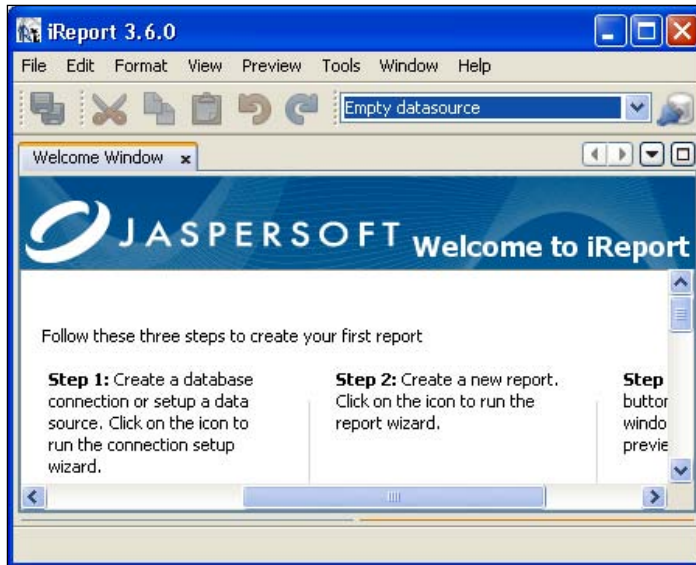 iReport 3.6.0
File Edit Format View Preview Tools Window Help
Empty datasource
Welcome Window
JASPERSOFT Welcome to iReport
Follow these three steps to create your first report
Step 1: Create a database
connection or setup a data
source. Click on the icon to
run the connection setup
wizard.
Step 2: Create a new report.
Click on the icon to run the
report wizard.
Step
button
windo
previe